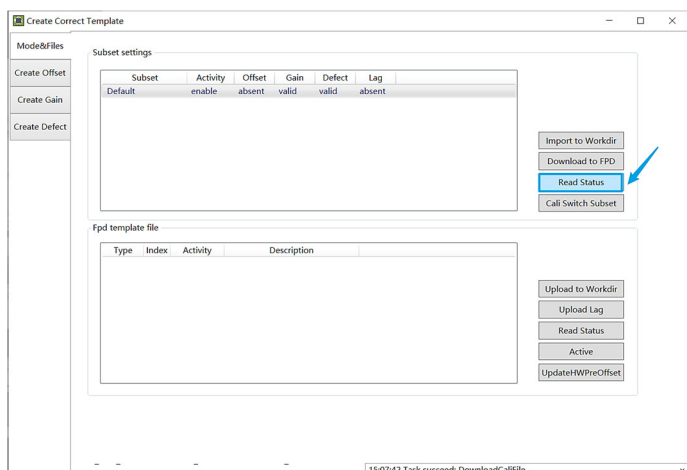 Create Correct Template
Mode&Files
Create Offset
Create Gain
Create Defect
Subset settings
Subset Activity Offset Gain Defect Lag
Default enable absent valid valid absent
Import to Workdir
Download to FPD
Read Status
Cali Switch Subset
Fpd template file
Type Index Activity Description
Upload to Workdir
Upload Lag
Read Status
Active
UpdateHWPreOffset
15:07:42 Task succeed: DownloadCaliFile